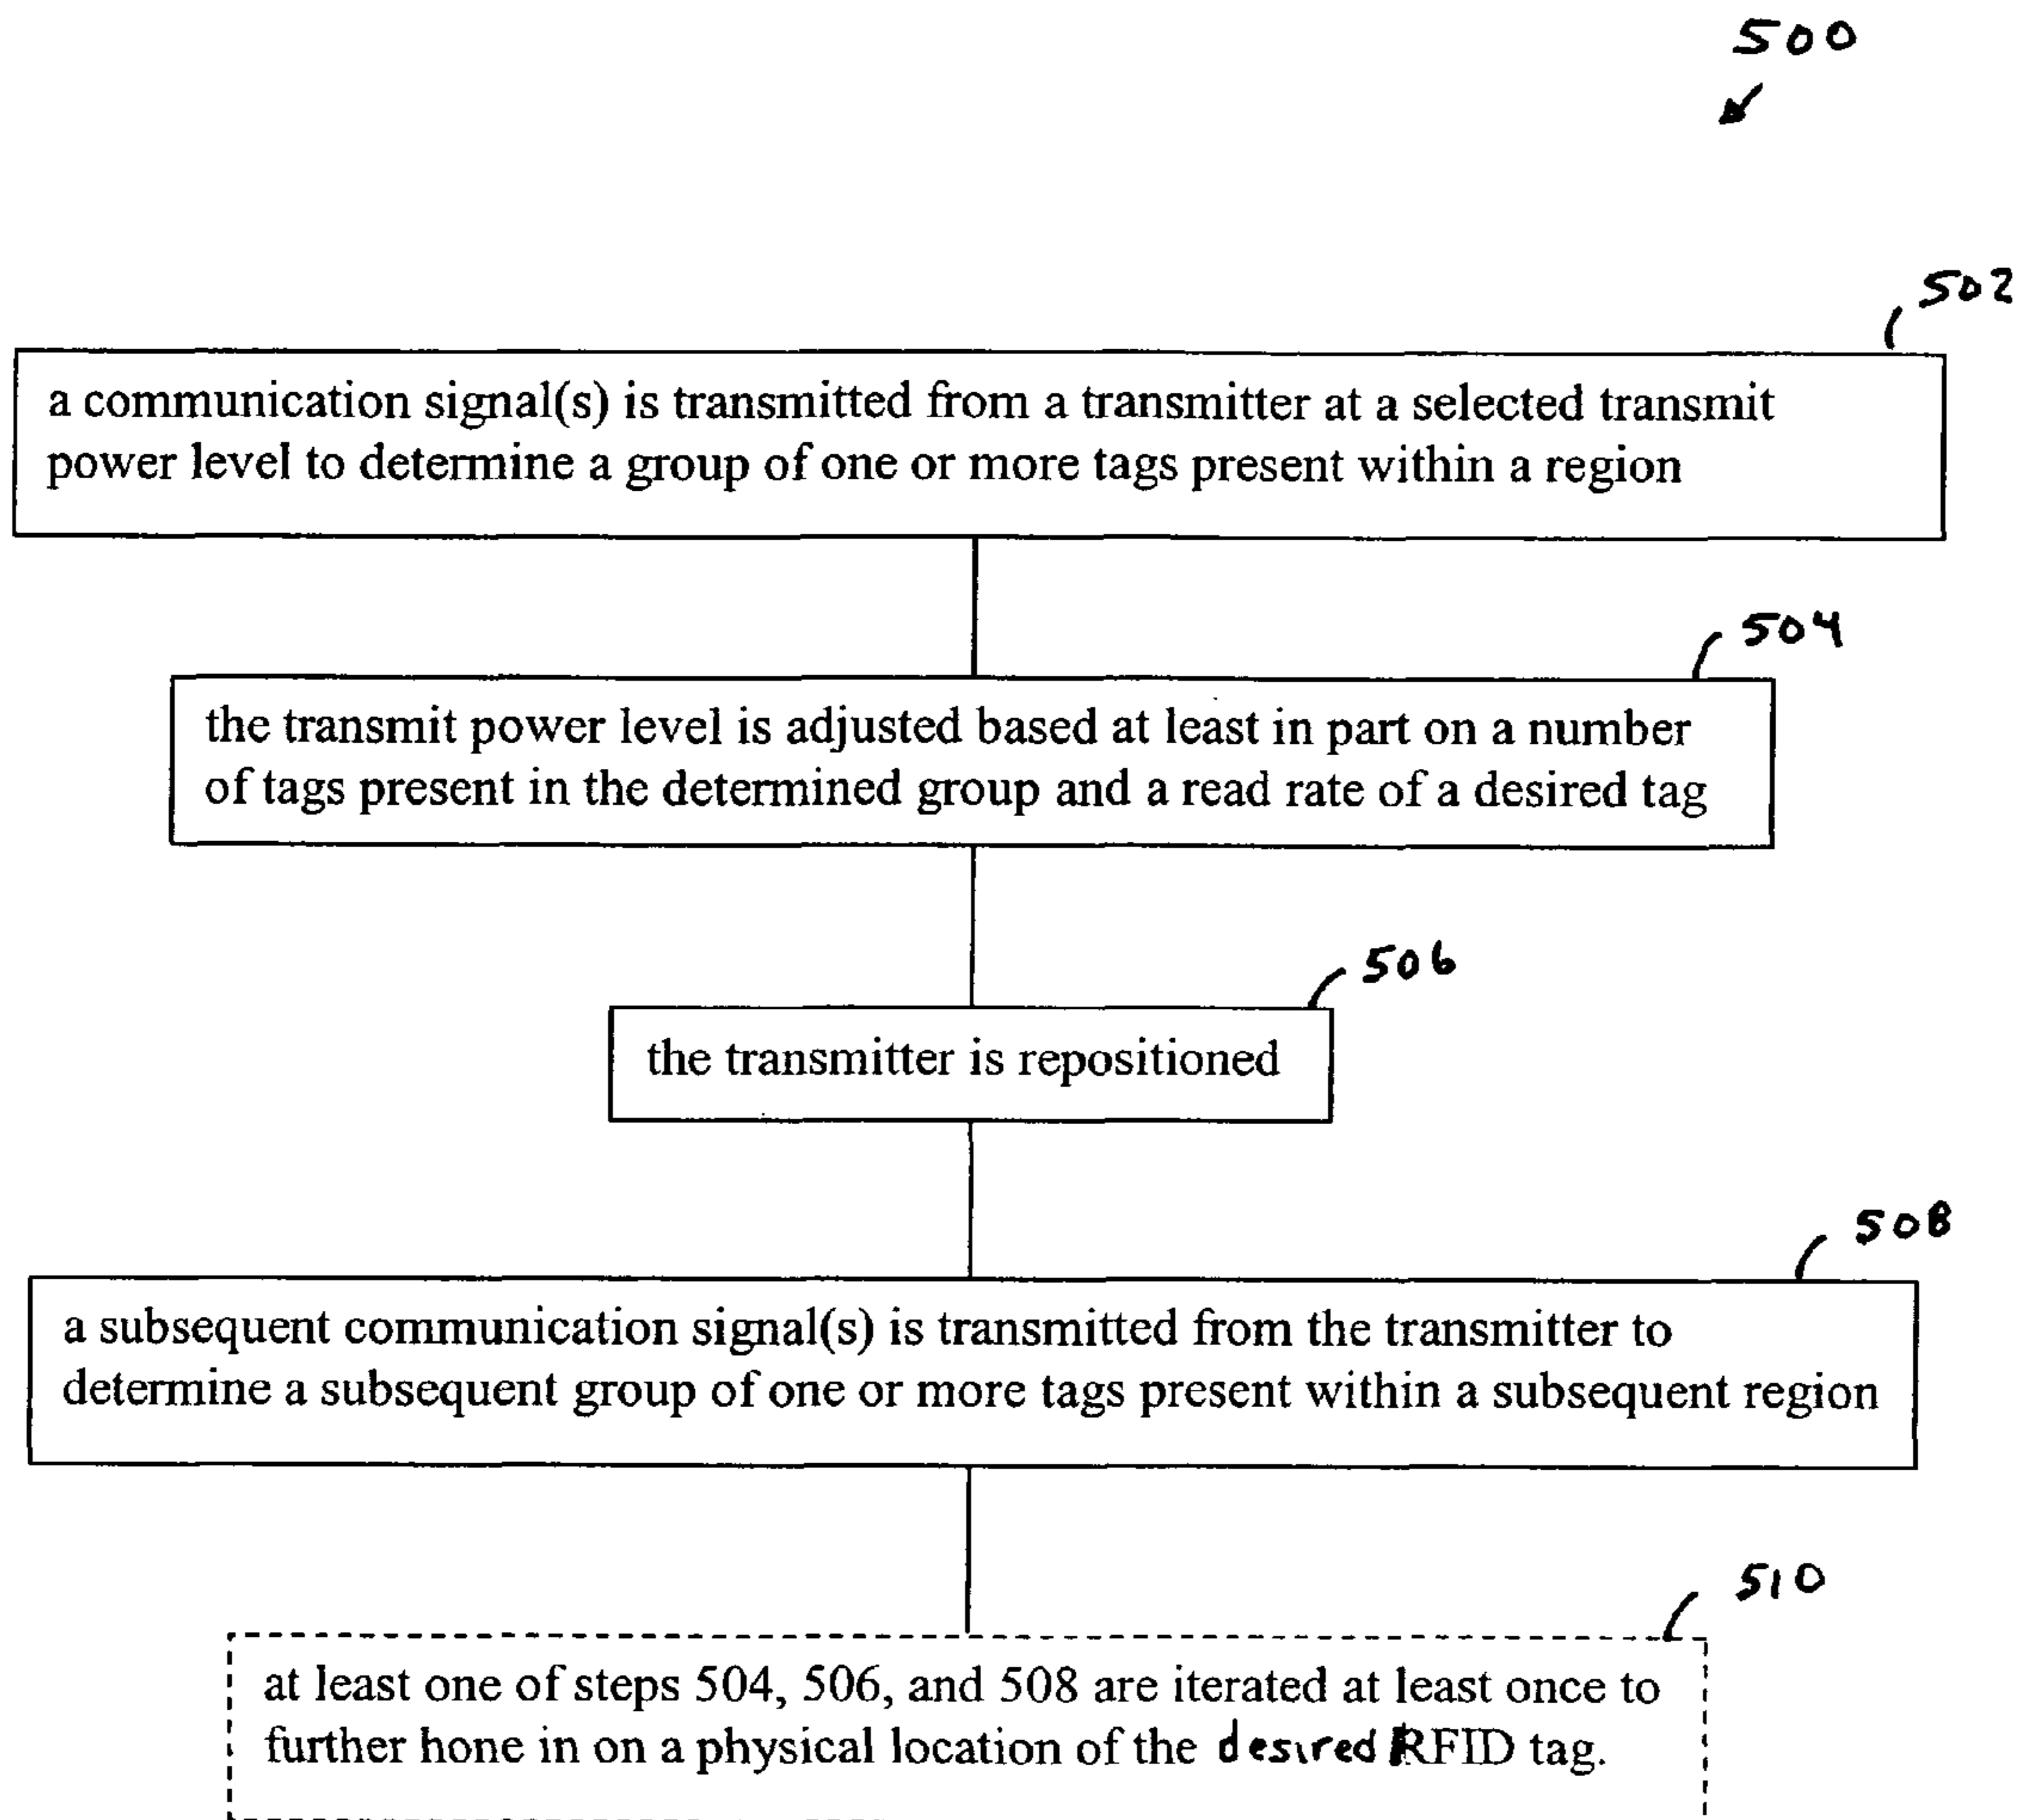 500
502
a communication signal(s) is transmitted from a transmitter at a selected transmit
power level to determine a group of one or more tags present within a region
504
the transmit power level is adjusted based at least in part on a number
of tags present in the determined group and a read rate of a desired tag
506
the transmitter is repositioned
508
a subsequent communication signal(s) is transmitted from the transmitter to
determine a subsequent group of one or more tags present within a subsequent region
510
at least one of steps 504, 506, and 508 are iterated at least once to
further hone in on a physical location of the desired RFID tag.